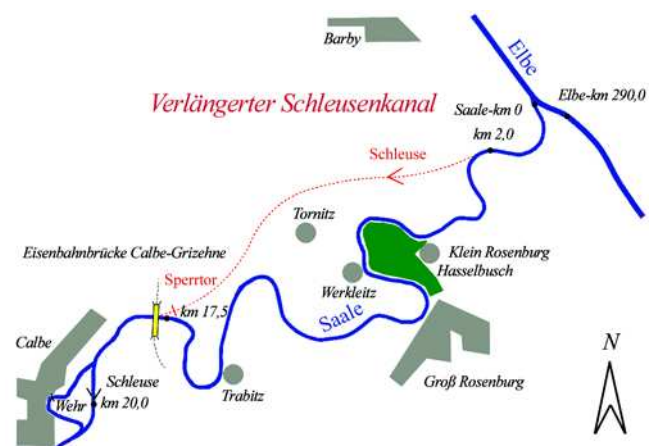 Barby
Elbe
Verlängerter Schleusenkanal
Saale-km 0
Elbe-km 290,0
km 2,0
Schleuse
Tornitz
Eisenbahnbrücke Calbe-Grizehne
Klein Rosenburg
Hasselbusch
Sperrtor
Werkleitz
km 17,5
Saale
Calbe
Groß Rosenburg
Trabitz
Schleuse
Wehr
km 20,0
N